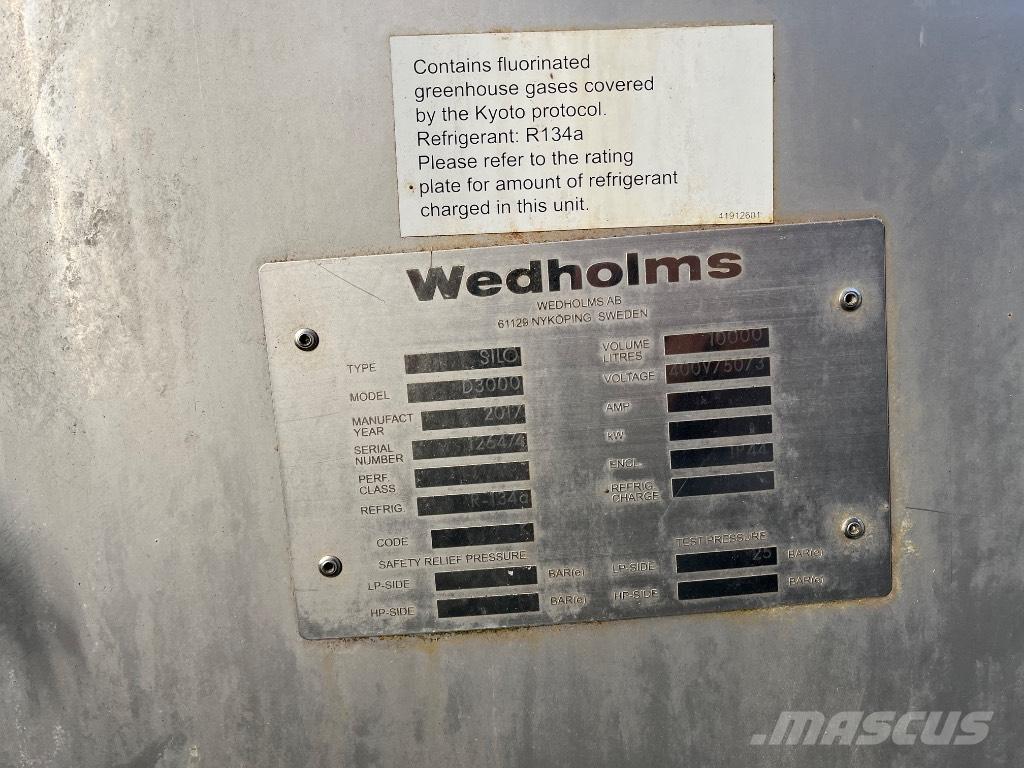 Contains fluorinated
greenhouse gases covered
by the Kyoto protocol.
Refrigerant: R134a
Please refer to the rating
plate for amount of refrigerant
charged in this unit.
41912601
Wedholms
WEDHOLMS AB
61129 NYKÖPING, SWEDEN
TYPE SILO
MODEL D3000
MANUFACT
YEAR 2017
SERIAL
NUMBER
PERF.
CLASS
REFRIG. R-134a
CODE
SAFETY RELIEF PRESSURE
LP-SIDE BAR(e)
HP-SIDE BAR(e)
VOLUME
LITRES 10000
VOLTAGE 400V/50/3
AMP
kW
ENCL. IP44
REFRIG.
CHARGE
TEST PRESSURE
LP-SIDE 25 BAR(e)
HP-SIDE BAR(e)
MASCUS